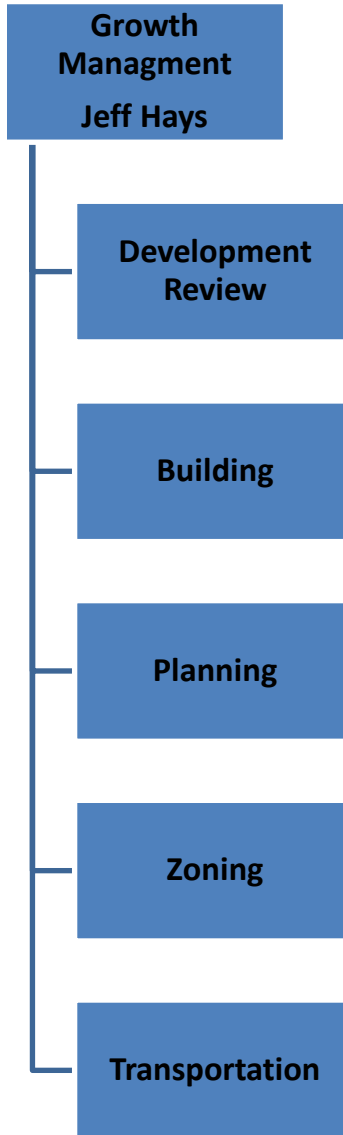 Growth
Managment
Jeff Hays
Development
Review
Building
Planning
Zoning
Transportation